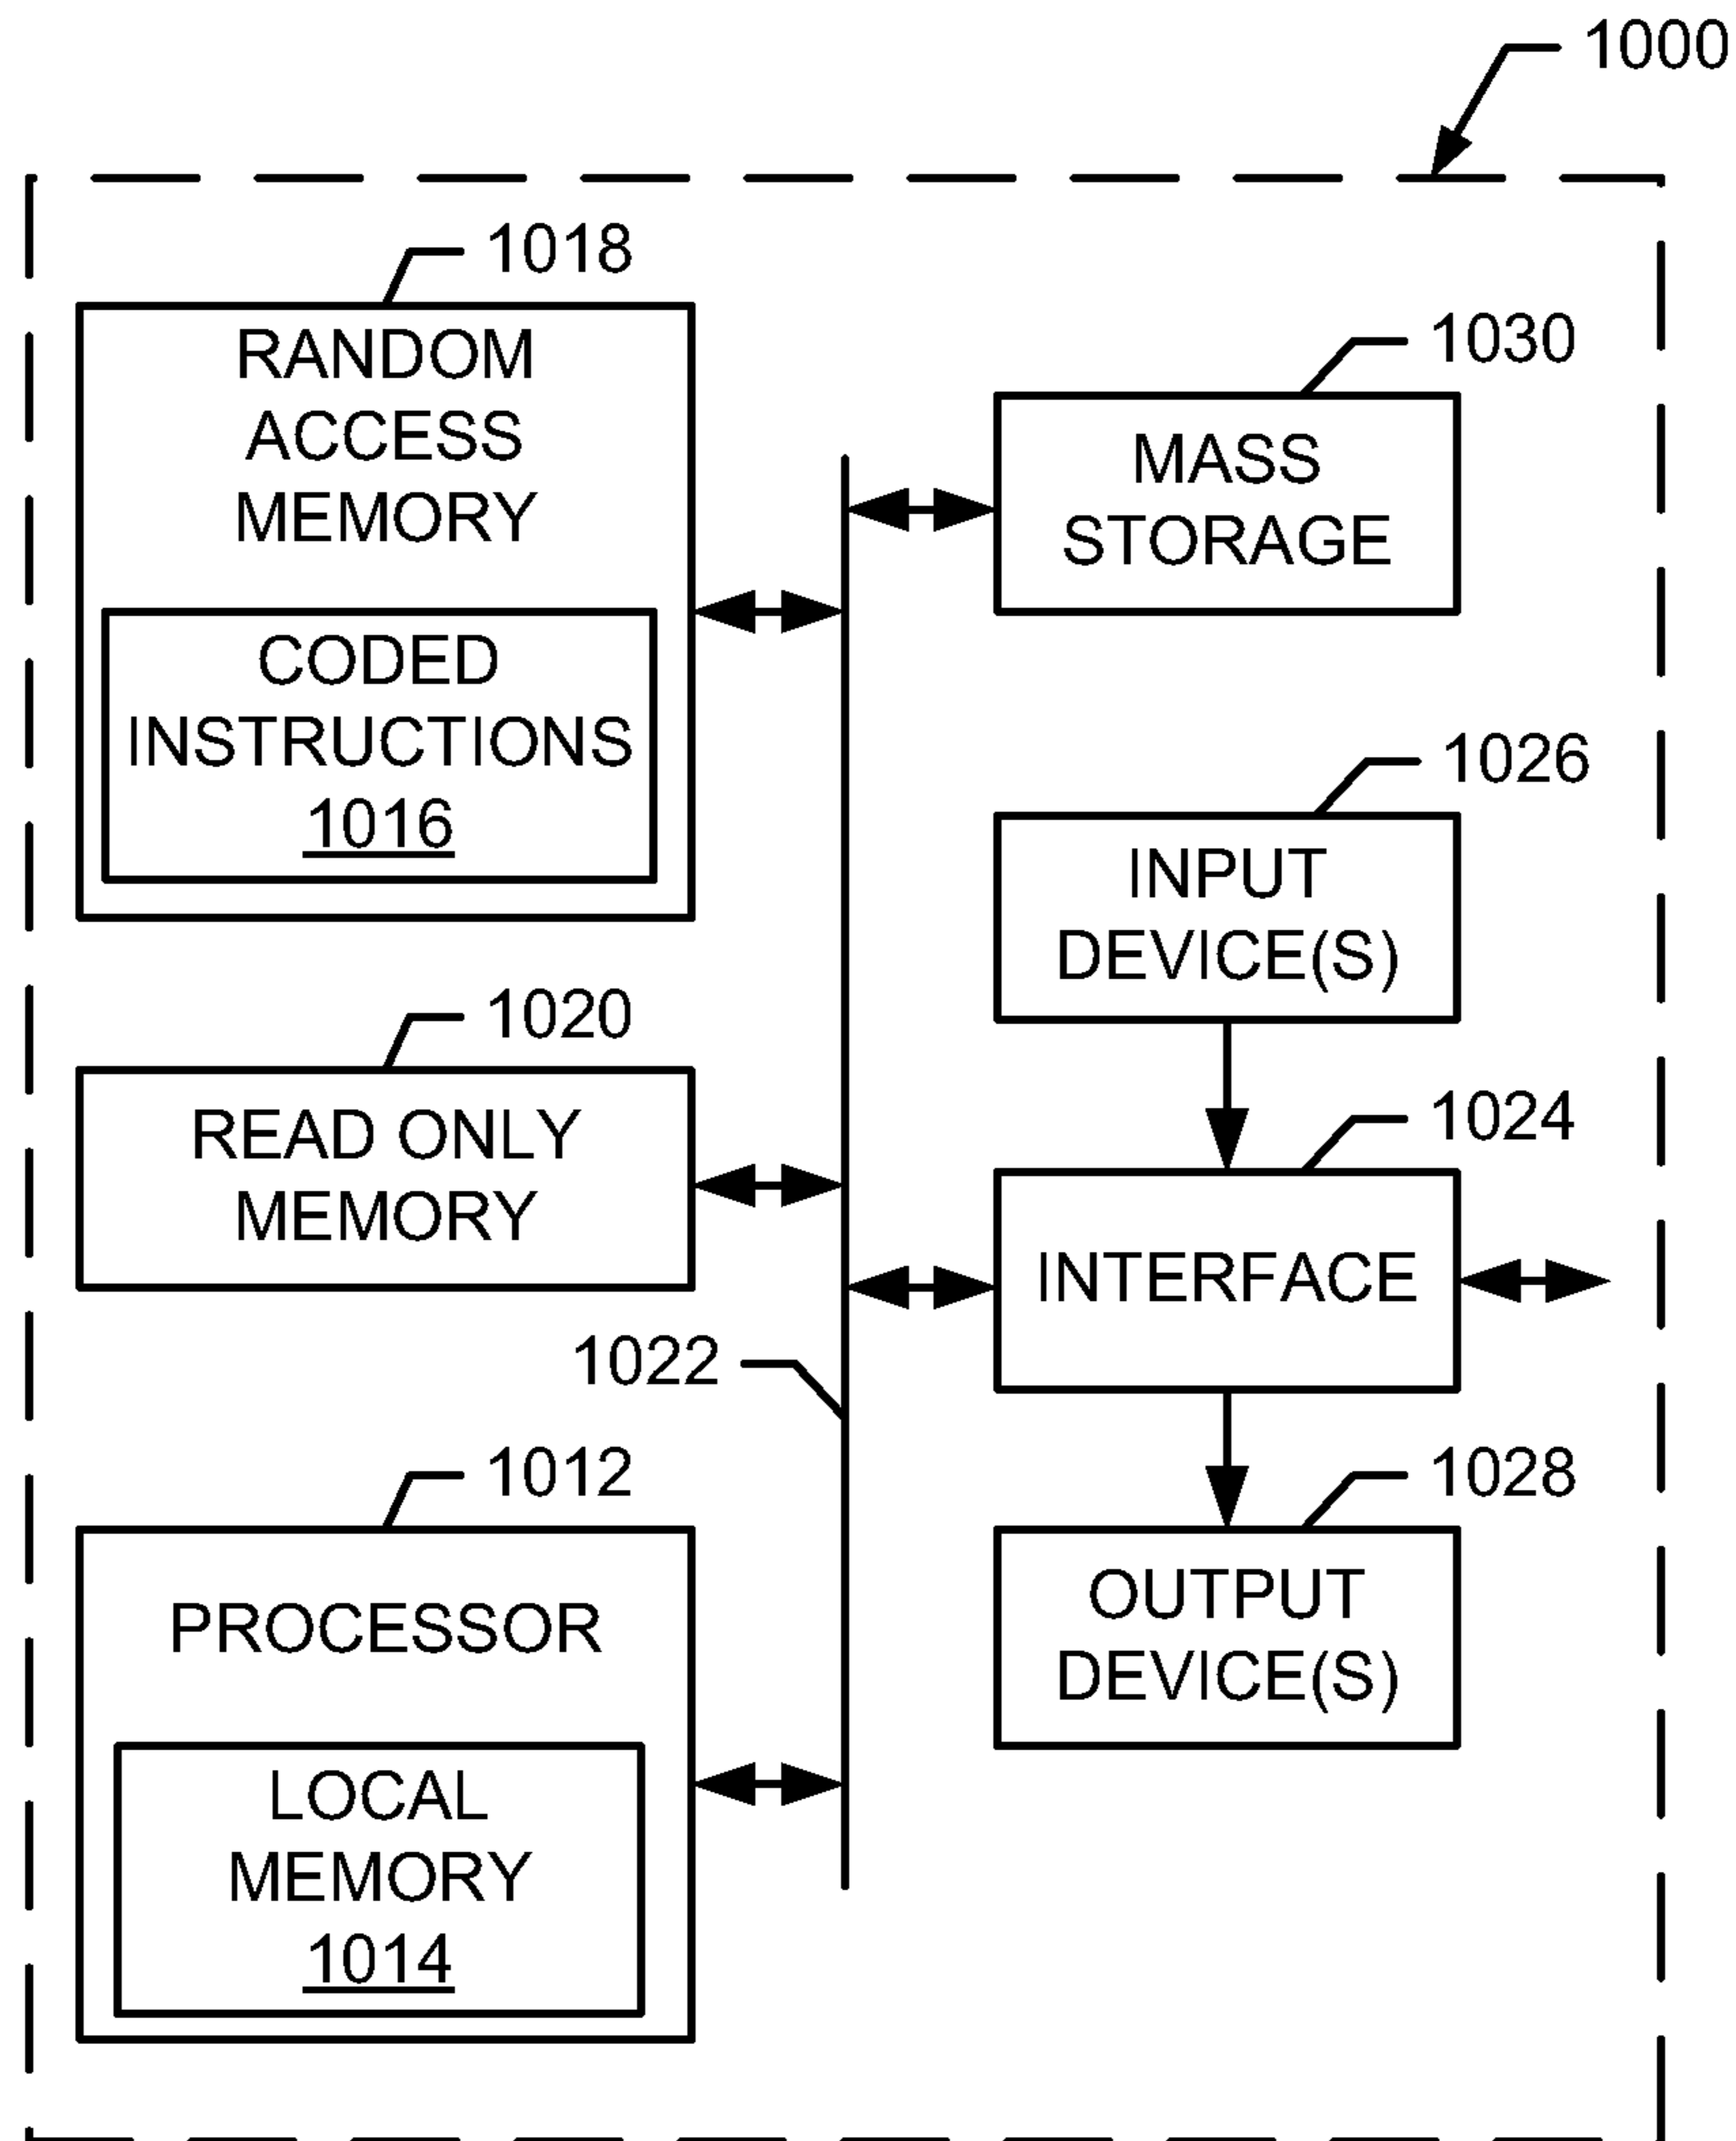 1000
1018
RANDOM
ACCESS
MEMORY
CODED
INSTRUCTIONS
1016
1030
MASS
STORAGE
1026
INPUT
DEVICE(S)
1020
READ ONLY
MEMORY
1024
INTERFACE
1022
1012
PROCESSOR
LOCAL
MEMORY
1014
1028
OUTPUT
DEVICE(S)